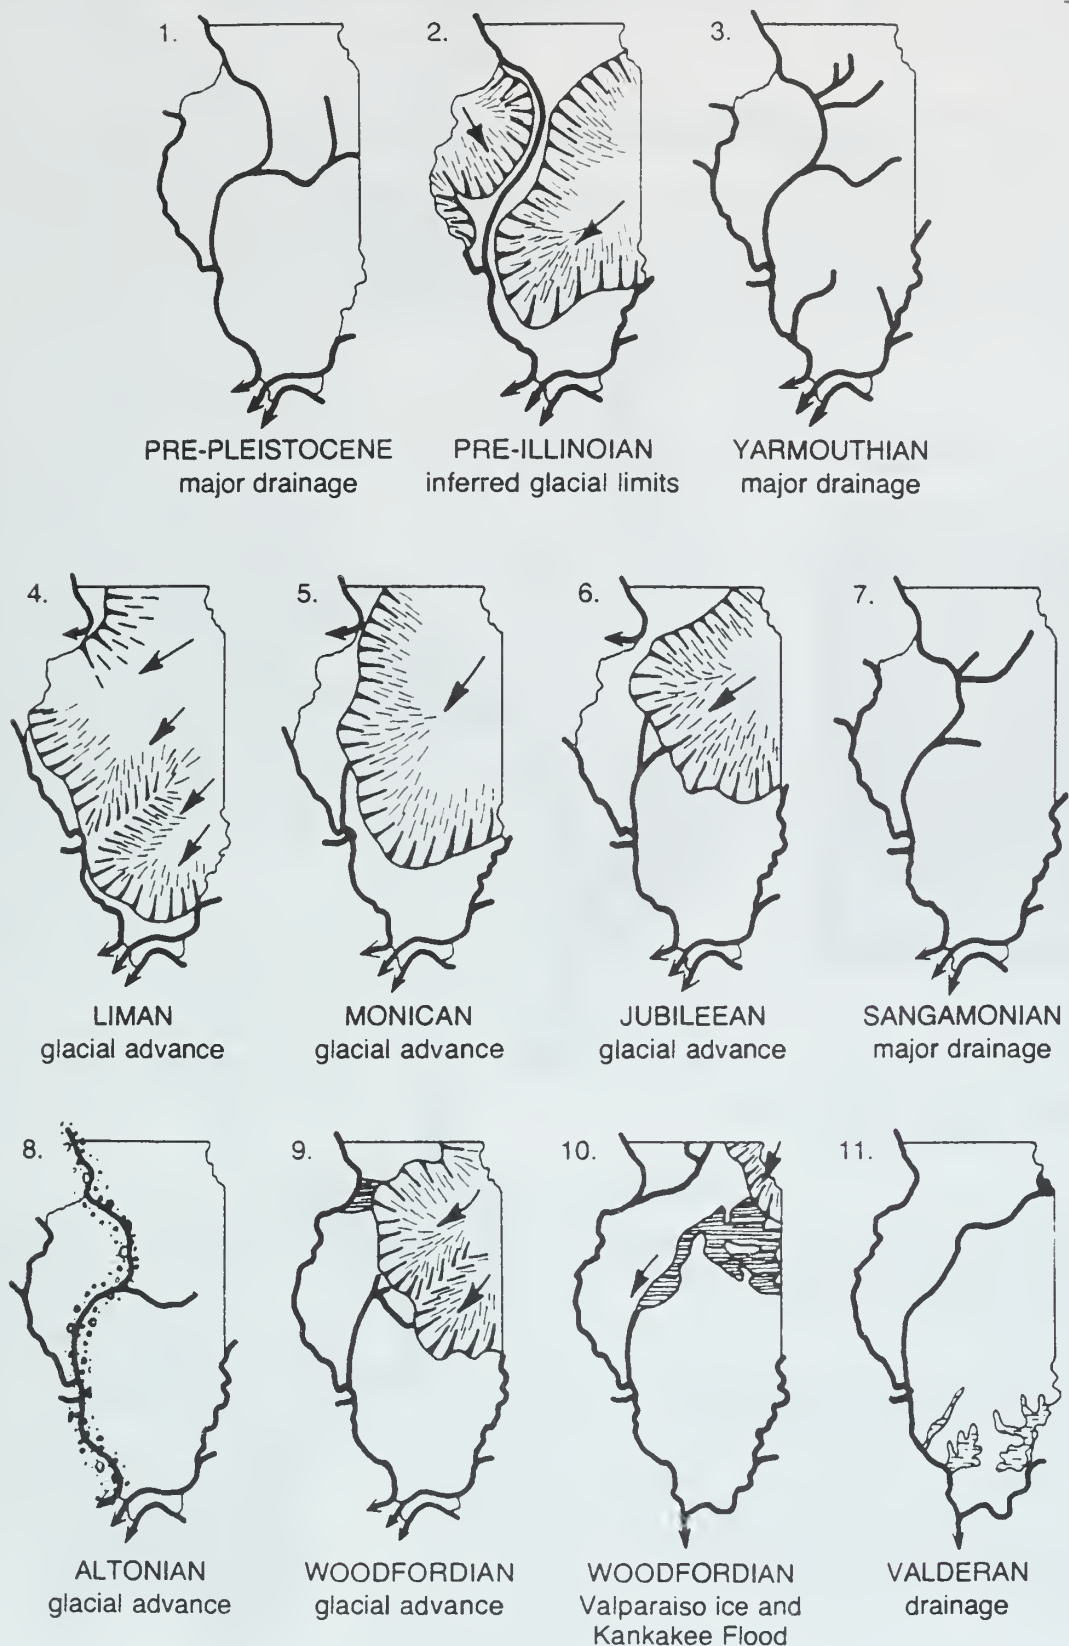 1.
2.
3.
PRE-PLEISTOCENE
major drainage
PRE-ILLINOIAN
inferred glacial limits
YARMOUTHIAN
major drainage
4.
5.
6.
7.
LIMAN
glacial advance
MONICAN
glacial advance
JUBILEEAN
glacial advance
SANGAMONIAN
major drainage
8.
9.
10.
11.
ALTONIAN
glacial advance
WOODFORDIAN
glacial advance
WOODFORDIAN
Valparaiso ice and
Kankakee Flood
VALDERAN
drainage